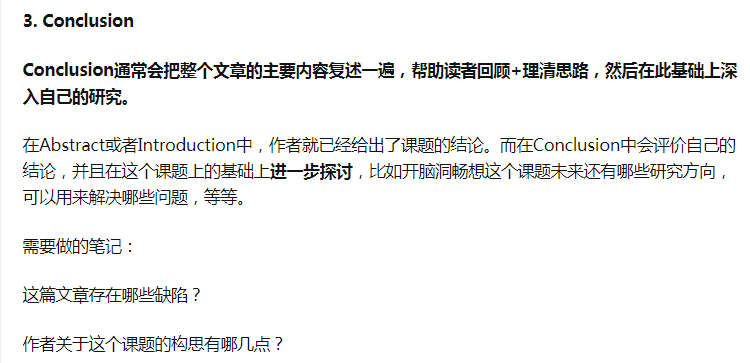 3. Conclusion
Conclusion通常会把整个文章的主要内容复述一遍，帮助读者回顾+理清思路，然后在此基础上深
入自己的研究。
在Abstract或者Introduction中，作者就已经给出了课题的结论。而在Conclusion中会评价自己的
结论，并且在这个课题上的基础上进一步探讨，比如开脑洞畅想这个课题未来还有哪些研究方向，
可以用来解决哪些问题，等等。
需要做的笔记：
这篇文章存在哪些缺陷？
作者关于这个课题的构思有哪几点？